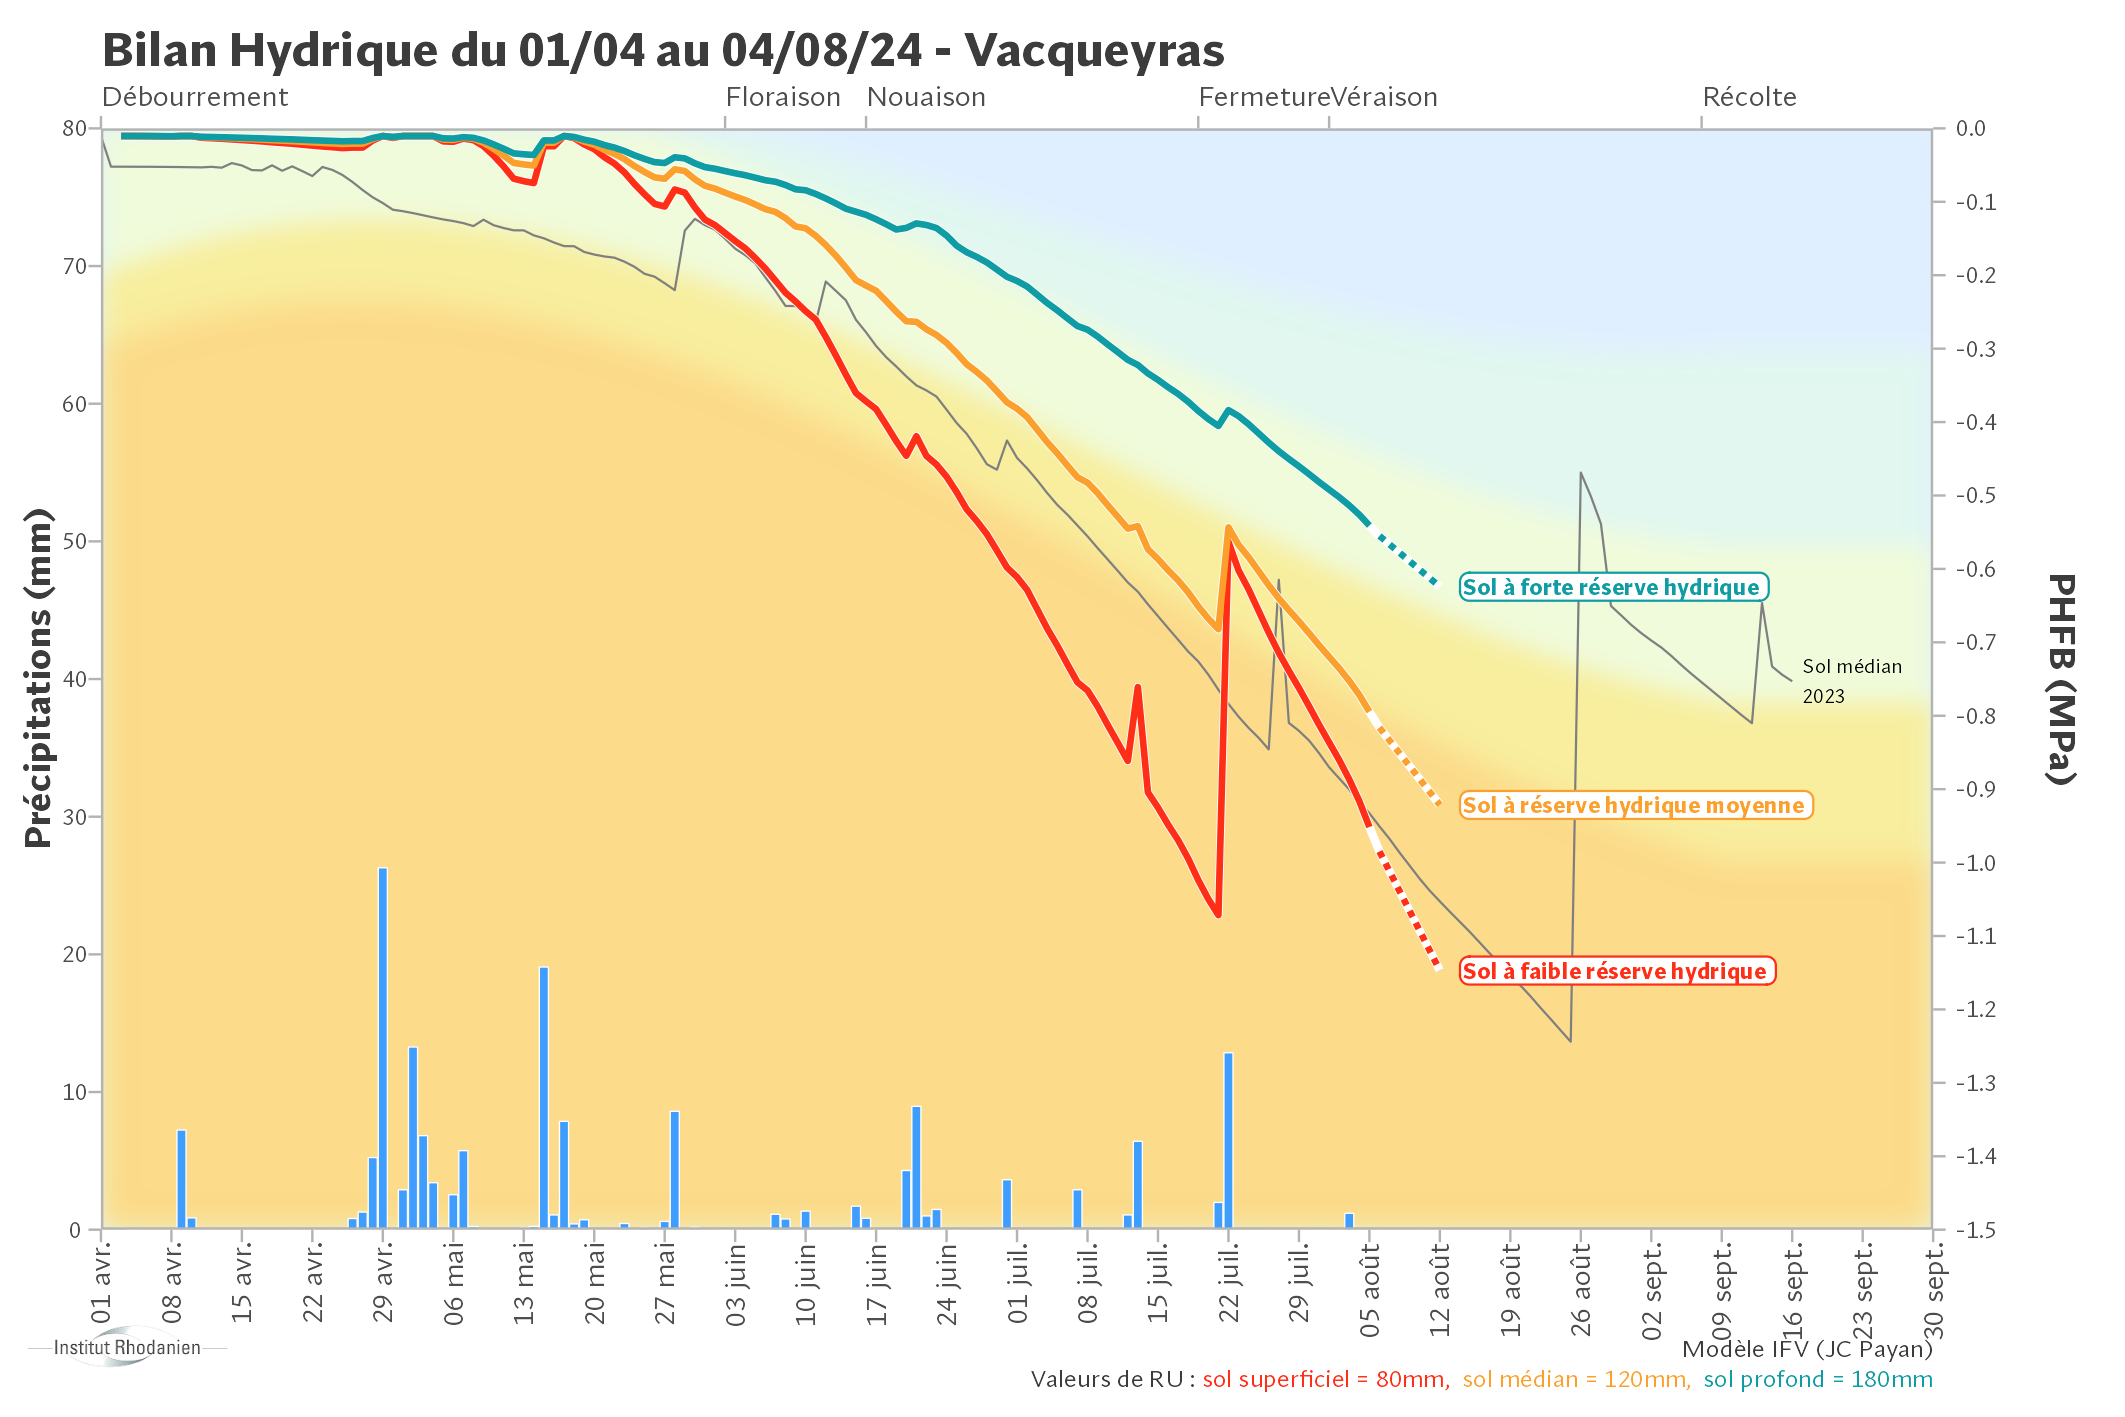 Bilan Hydrique du 01/04 au 04/08/24 - Vacqueyras
Débourrement Floraison Nouaison Fermeture Véraison Récolte
Précipitations (mm)
80
70
60
50
40
30
20
10
0
0.0
-0.1
-0.2
-0.3
-0.4
-0.5
-0.6
-0.7
-0.8
-0.9
-1.0
-1.1
-1.2
-1.3
-1.4
-1.5
PHFB (MPa)
Sol à forte réserve hydrique
Sol médian
2023
Sol à réserve hydrique moyenne
Sol à faible réserve hydrique
01 avr.
08 avr.
15 avr.
22 avr.
29 avr.
06 mai
13 mai
20 mai
27 mai
03 juin
10 juin
17 juin
24 juin
01 juil.
08 juil.
15 juil.
22 juil.
29 juil.
05 août
12 août
19 août
26 août
02 sept.
09 sept.
16 sept.
23 sept.
30 sept.
Institut Rhodanien
Modèle IFV (JC Payan)
Valeurs de RU : sol superficiel = 80mm, sol médian = 120mm, sol profond = 180mm